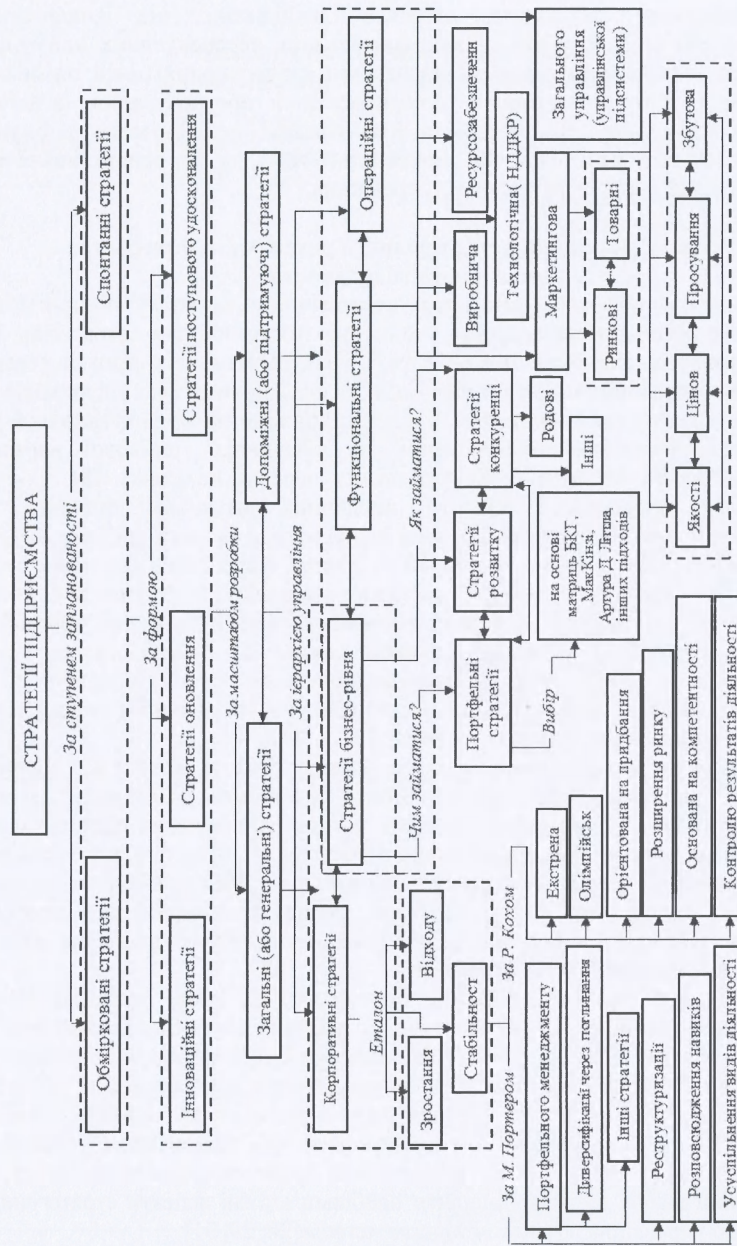 СТРАТЕГІЇ ПІДПРИЄМСТВА
За ступенем запланованості
Обмірковані стратегії
Спонтанні стратегії
За формою
Інноваційні стратегії
Стратегії оновлення
Стратегії поступового удосконалення
За масштабом розробки
Загальні (або генеральні) стратегії
Допоміжні (або підтримуючі) стратегії
За ієрархією управління
Корпоративні стратегії
Стратегії бізнес-рівня
Функціональні стратегії
Операційні стратегії
Еталон
Чим займатися?
Як займатися?
Зростання
Відходу
Стабільност
Портфельні
стратегії
Стратегії
розвитку
Стратегії
конкуренці
Виробнича
Ресурсозабезпеченн
Технологічна( НДДКР)
Загального
управління
(управлінської
підсистеми)
Родові
Інші
Маркетингова
Вибір
на основі
матриць БКГ,
МакКінзі,
Артура Д. Літла,
інших підходів
Ринкові
Товарні
Якості
Цінов
Просування
Збутова
За М. Портером
За Р. Кохом
Портфельного менеджменту
Диверсифікації через поглинання
Інші стратегії
Реструктуризації
Розповсюдження навиків
Усуспільнення видів діяльності
Екстрена
Олімпійськ
Орієнтована на придбання
Розширення ринку
Основана на компетентності
Контролю результатів діяльності